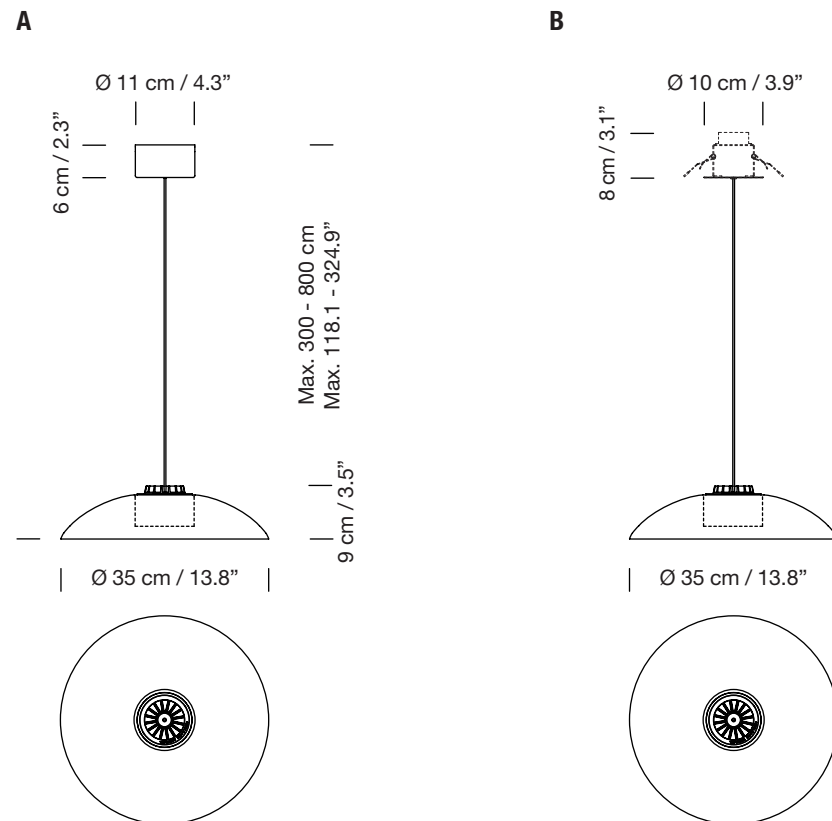 A
Ø 11 cm / 4.3”
6 cm / 2.3”
Max. 300 - 800 cm
Max. 118.1 - 324.9”
9 cm / 3.5”
Ø 35 cm / 13.8”
B
Ø 10 cm / 3.9”
8 cm / 3.1”
Ø 35 cm / 13.8”